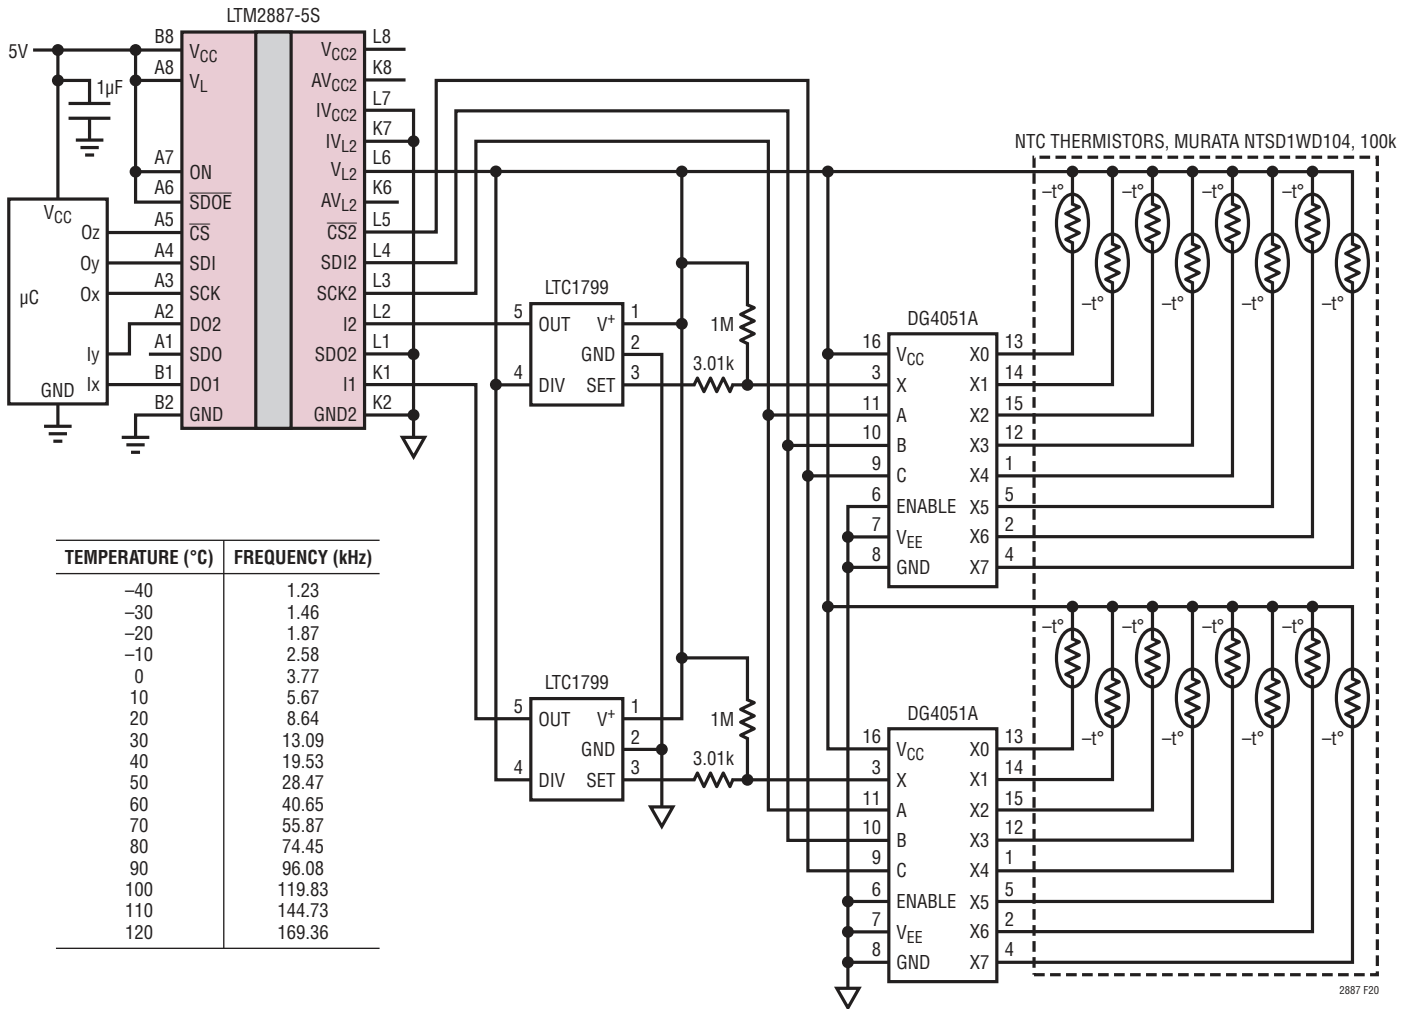 LTM2887-5S
5V
1µF
B8 VCC
A8 VL
A7 ON
A6 SDOE
A5 CS
A4 SDI
A3 SCK
A2 DO2
A1 SDO
B1 DO1
B2 GND
VCC2 L8
AVCC2 K8
IVCC2 L7
IVL2 K7
VL2 L6
AVL2 K6
CS2 L5
SDI2 L4
SCK2 L3
I2 L2
SDO2 L1
I1 K1
GND2 K2
VCC
Oz
Oy
µC Ox
Iy
GND Ix
NTC THERMISTORS, MURATA NTSD1WD104, 100k
–t° –t° –t° –t°
–t° –t° –t° –t°
LTC1799
5 OUT V+ 1
GND 2
4 DIV SET 3
1M
3.01k
DG4051A
16 VCC X0 13
3 X X1 14
11 A X2 15
10 B X3 12
9 C X4 1
6 ENABLE X5 5
7 VEE X6 2
8 GND X7 4
–t° –t° –t° –t°
–t° –t° –t° –t°
LTC1799
5 OUT V+ 1
GND 2
4 DIV SET 3
1M
3.01k
DG4051A
16 VCC X0 13
3 X X1 14
11 A X2 15
10 B X3 12
9 C X4 1
6 ENABLE X5 5
7 VEE X6 2
8 GND X7 4
TEMPERATURE (°C) FREQUENCY (kHz)
–40 1.23
–30 1.46
–20 1.87
–10 2.58
0 3.77
10 5.67
20 8.64
30 13.09
40 19.53
50 28.47
60 40.65
70 55.87
80 74.45
90 96.08
100 119.83
110 144.73
120 169.36
2887 F20